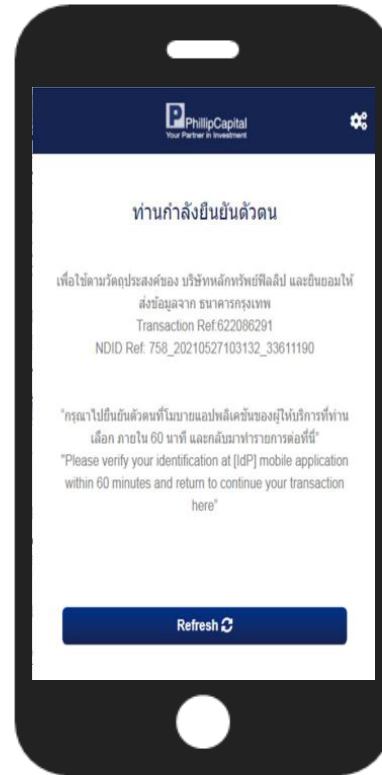 PhillipCapital
Your Partner in Investment
ท่านกำลังยืนยันตัวตน
เพื่อใช้ตามวัตถุประสงค์ของ บริษัทหลักทรัพย์ฟิลลิป และยินยอมให้
ส่งข้อมูลจาก ธนาคารกรุงเทพ
Transaction Ref:622086291
NDID Ref: 758_20210527103132_33611190
"กรุณาไปยืนยันตัวตนที่โมบายแอปพลิเคชันของผู้ให้บริการที่ท่าน
เลือก ภายใน 60 นาที และกลับมาทำรายการต่อที่นี่"
"Please verify your identification at [IdP] mobile application
within 60 minutes and return to continue your transaction
here"
Refresh